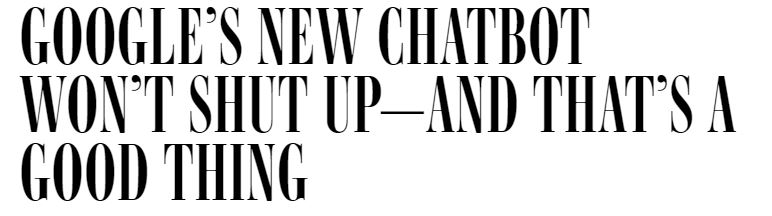 GOOGLE’S NEW CHATBOT
WON’T SHUT UP—AND THAT’S A
GOOD THING